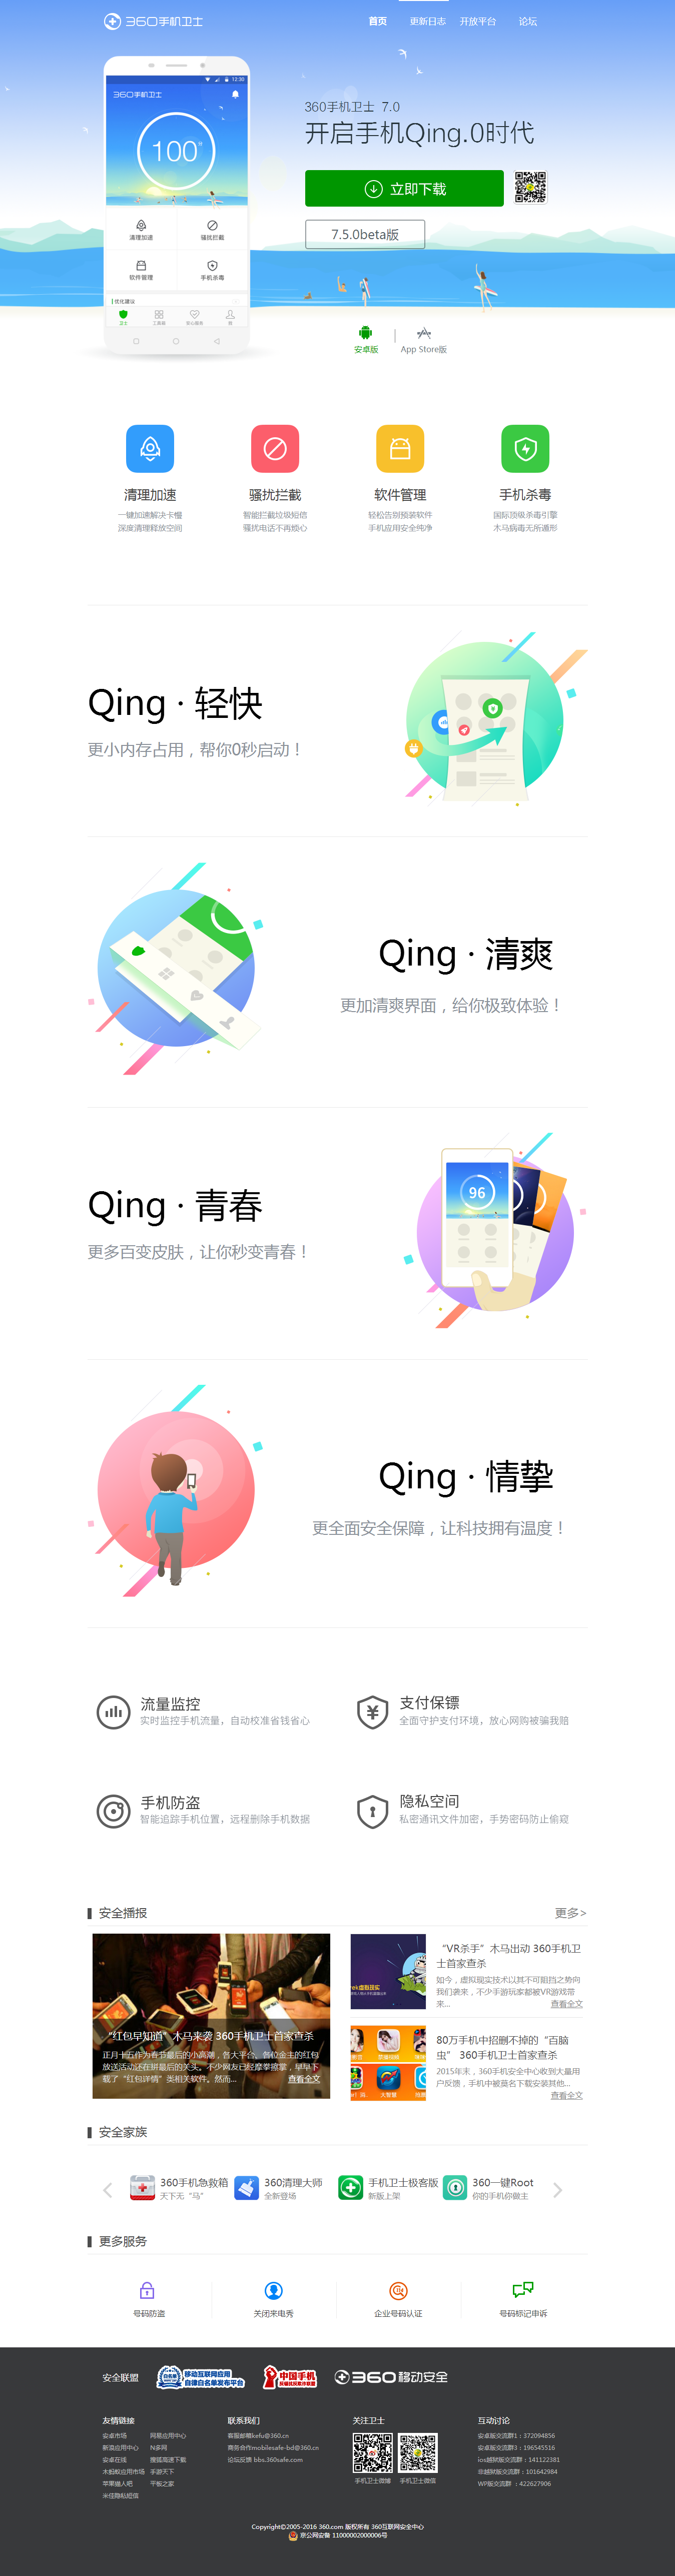 360手机卫士
首页 更新日志 开放平台 论坛
12:30
360手机卫士
100分
清理加速 骚扰拦截
软件管理 手机杀毒
优化建议
卫士 工具箱 安心服务 我
360手机卫士 7.0
开启手机Qing.0时代
立即下载
7.5.0beta版
安卓版 App Store版
清理加速
一键加速解决卡慢
深度清理释放空间
骚扰拦截
智能拦截垃圾短信
骚扰电话不再烦心
软件管理
轻松告别预装软件
手机应用安全纯净
手机杀毒
国际顶级杀毒引擎
木马病毒无所遁形
Qing · 轻快
更小内存占用，帮你0秒启动！
Qing · 清爽
更加清爽界面，给你极致体验！
Qing · 青春
更多百变皮肤，让你秒变青春！
96
Qing · 情挚
更全面安全保障，让科技拥有温度！
流量监控
实时监控手机流量，自动校准省钱省心
支付保镖
全面守护支付环境，放心网购被骗我赔
手机防盗
智能追踪手机位置，远程删除手机数据
隐私空间
私密通讯文件加密，手势密码防止偷窥
安全播报 更多>
“红包早知道”木马来袭 360手机卫士首家查杀
正月十五作为春节最后的小高潮，各大平台、各位金主的红包
放送活动还在拼最后的关头。不少网友已经摩拳擦掌，早早下
载了“红包详情”类相关软件。然而... 查看全文
“VR杀手”木马出动 360手机卫
士首家查杀
如今，虚拟现实技术以其不可阻挡之势向
我们袭来，不少手游玩家都被VR游戏带
来... 查看全文
80万手机中招删不掉的“百脑
虫” 360手机卫士首家查杀
2015年末，360手机安全中心收到大量用
户反馈，手机中被莫名下载安装其他...
查看全文
大智慧
安全家族
360手机急救箱
天下无“马”
360清理大师
全新登场
手机卫士极客版
新版上架
360一键Root
你的手机你做主
更多服务
号码防盗 关闭来电秀 企业号码认证 号码标记申诉
安全联盟
移动互联网应用
自律白名单发布平台
中国手机
360移动安全
友情链接
安卓市场 网易应用中心
新浪应用中心 N多网
安卓在线 搜狐高速下载
木蚂蚁应用市场 手游天下
苹果猎人吧 平板之家
米佳隐私短信
联系我们
客服邮箱kefu@360.cn
商务合作mobilesafe-bd@360.cn
论坛反馈 bbs.360safe.com
关注卫士
手机卫士微博 手机卫士微信
互动讨论
安卓版交流群1：372094856
安卓版交流群3：196545516
ios越狱版交流群：141122381
非越狱版交流群：101642984
WP版交流群：422627906
Copyright©2005-2016 360.com 版权所有 360互联网安全中心
京公网安备 11000002000006号